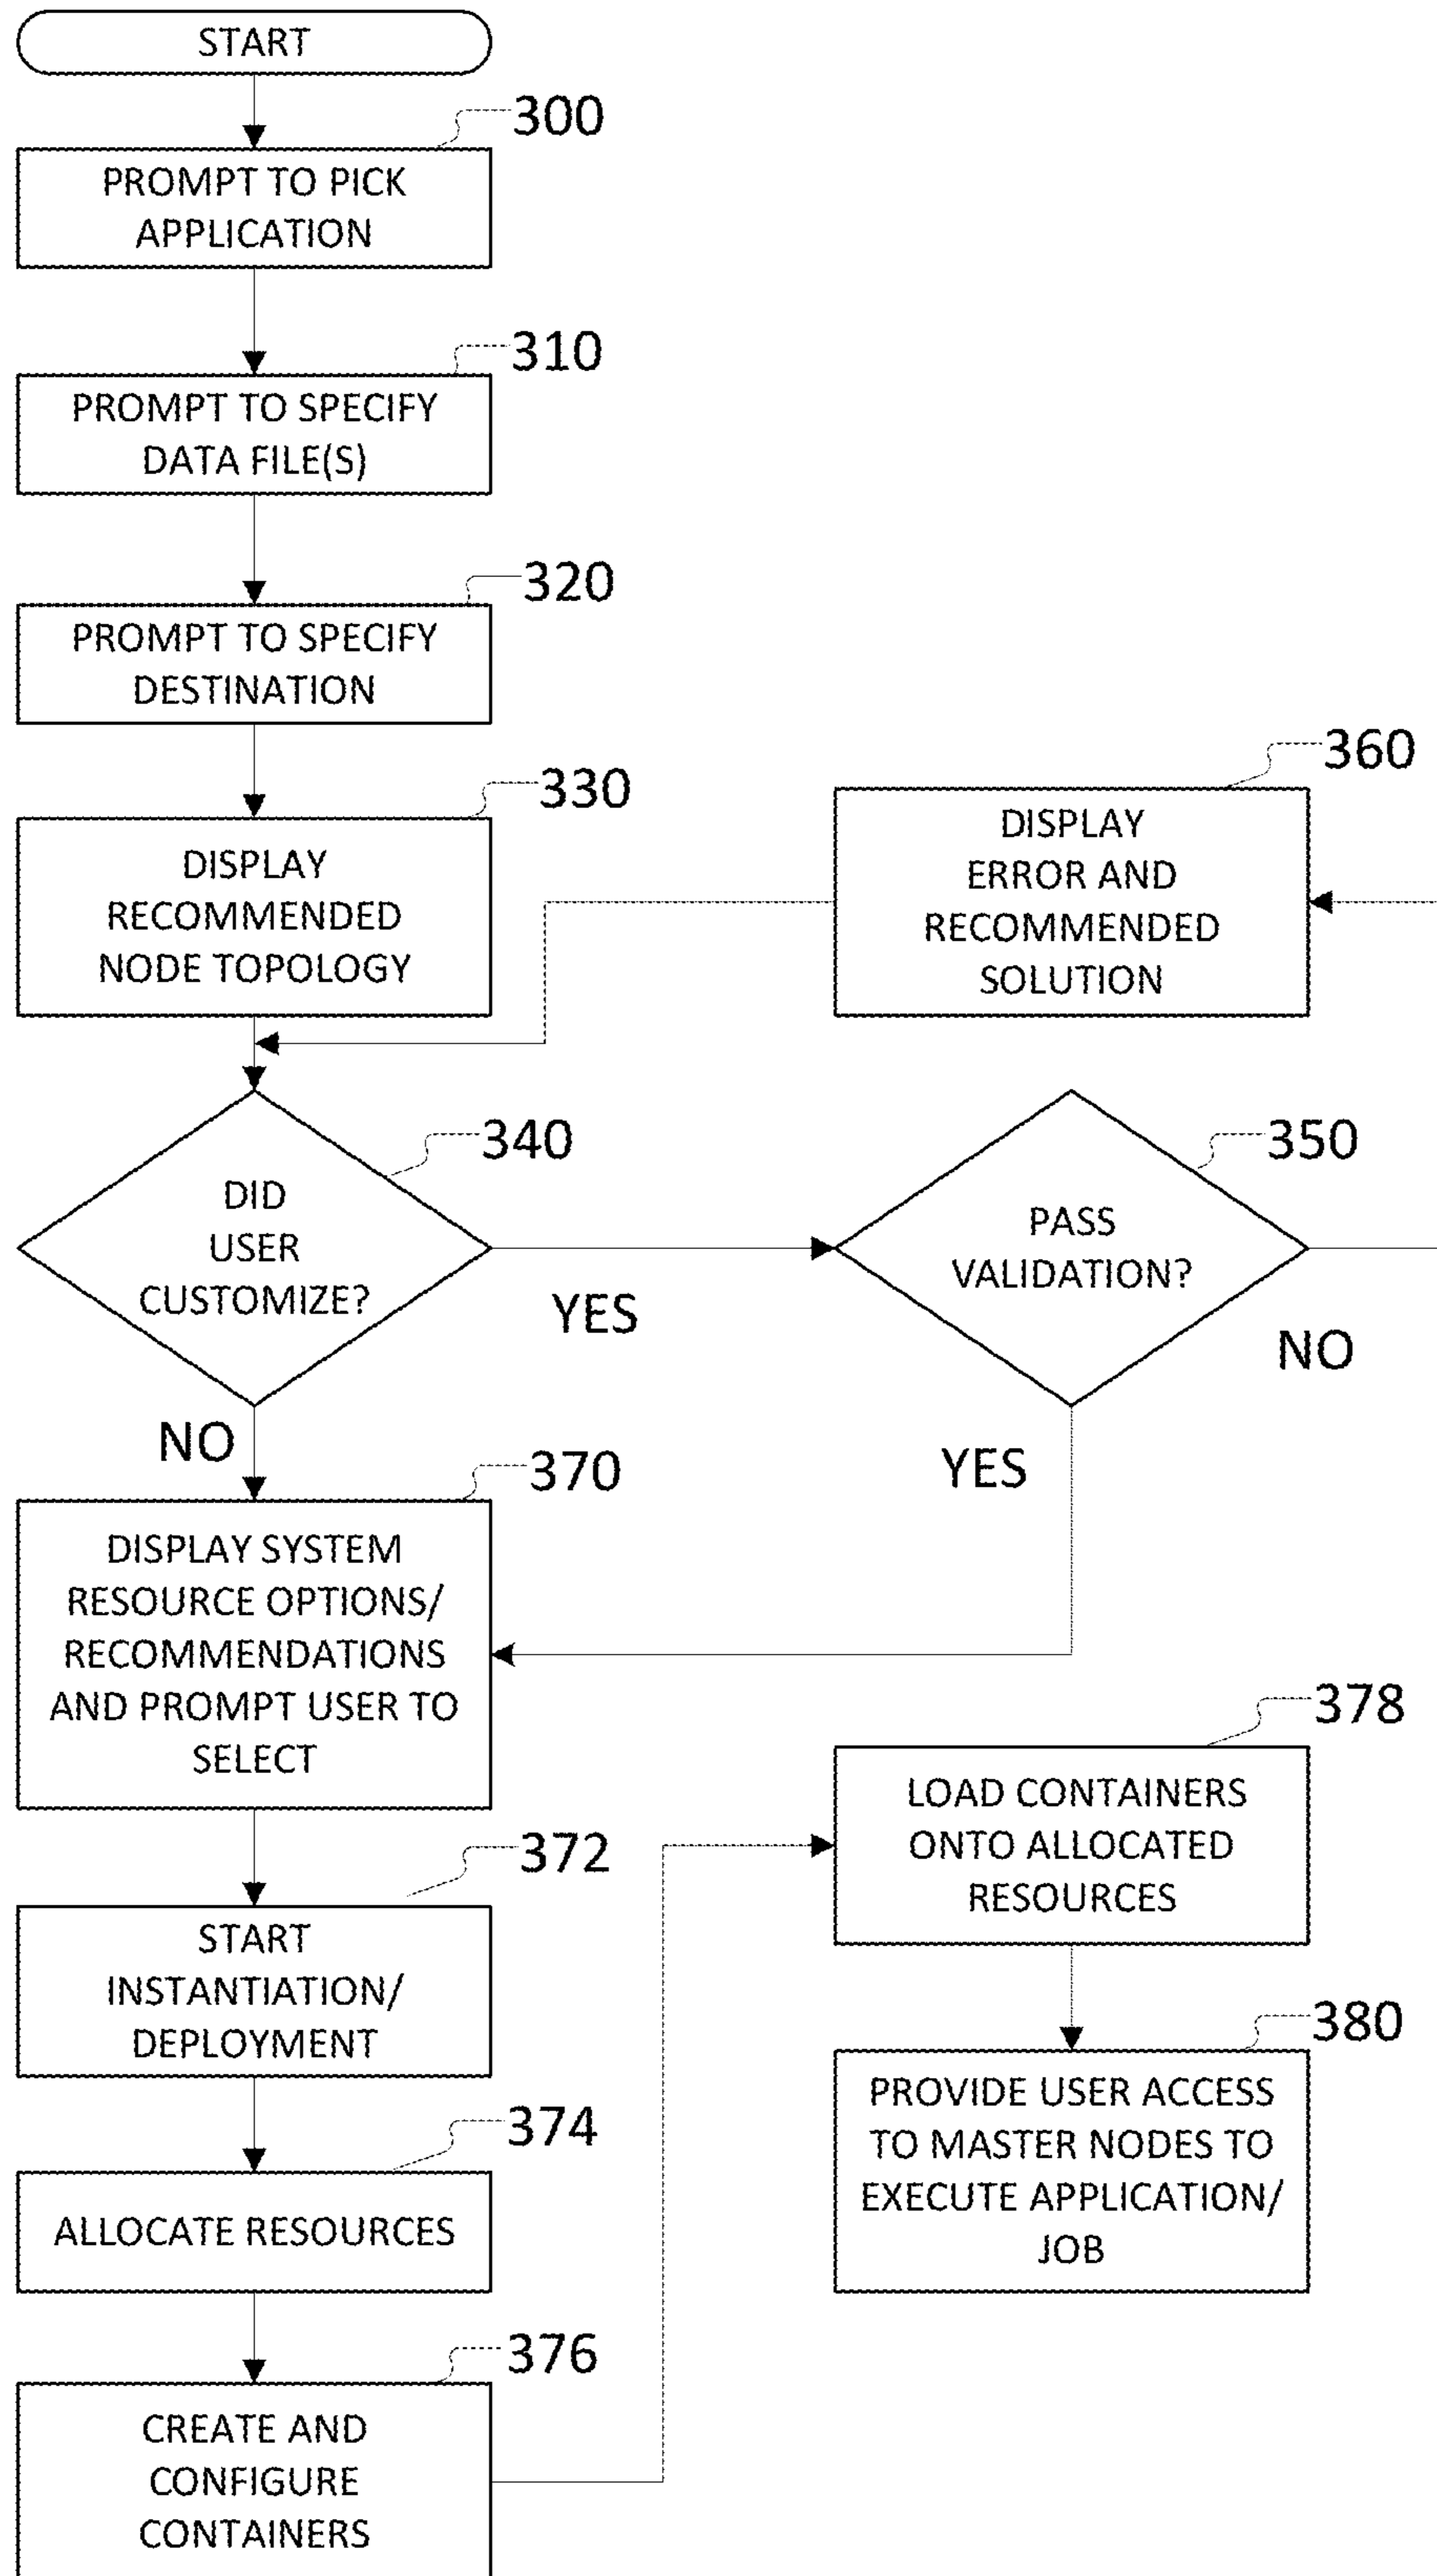 START
300
PROMPT TO PICK
APPLICATION
310
PROMPT TO SPECIFY
DATA FILE(S)
320
PROMPT TO SPECIFY
DESTINATION
330
DISPLAY
RECOMMENDED
NODE TOPOLOGY
360
DISPLAY
ERROR AND
RECOMMENDED
SOLUTION
340
DID
USER
CUSTOMIZE?
YES
NO
350
PASS
VALIDATION?
NO
YES
370
DISPLAY SYSTEM
RESOURCE OPTIONS/
RECOMMENDATIONS
AND PROMPT USER TO
SELECT
372
START
INSTANTIATION/
DEPLOYMENT
374
ALLOCATE RESOURCES
376
CREATE AND
CONFIGURE
CONTAINERS
378
LOAD CONTAINERS
ONTO ALLOCATED
RESOURCES
380
PROVIDE USER ACCESS
TO MASTER NODES TO
EXECUTE APPLICATION/
JOB